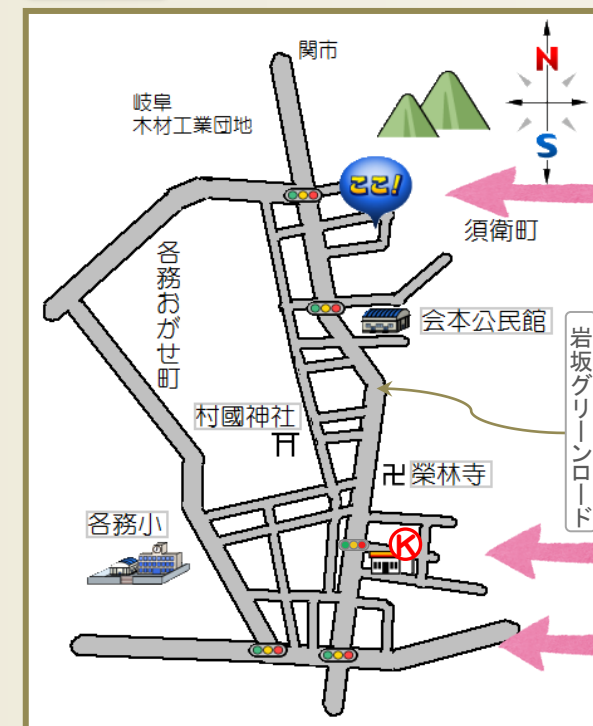 関市
岐阜
木材工業団地
N
S
ここ!
須衛町
各務おがせ町
会本公民館
岩坂グリーンロード
村國神社
卍 榮林寺
各務小
K